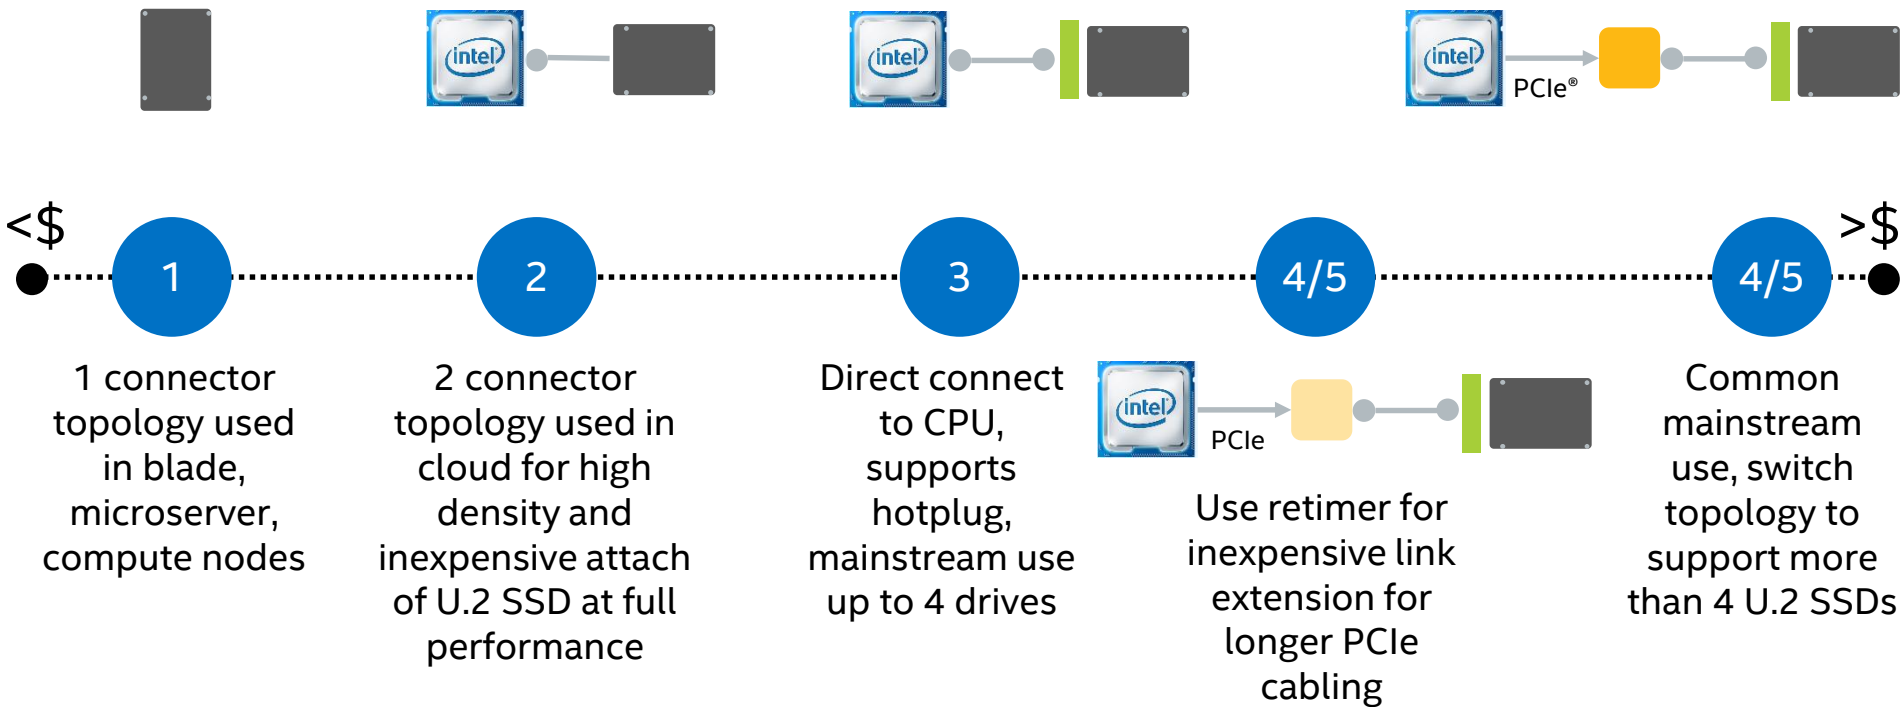 intel
intel
intel
PCIe®
<$
>$
1
2
3
4/5
4/5
1 connector
topology used
in blade,
microserver,
compute nodes
2 connector
topology used in
cloud for high
density and
inexpensive attach
of U.2 SSD at full
performance
Direct connect
to CPU,
supports
hotplug,
mainstream use
up to 4 drives
intel
PCIe
Use retimer for
inexpensive link
extension for
longer PCIe
cabling
Common
mainstream
use, switch
topology to
support more
than 4 U.2 SSDs